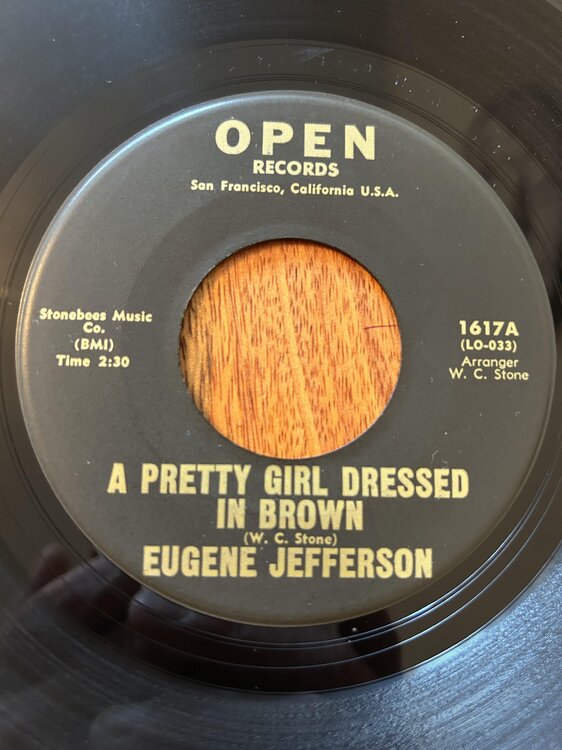 OPEN
RECORDS
San Francisco, California U.S.A.
Stonebees Music
Co.
(BMI)
Time 2:30
1617A
(LO-033)
Arranger
W. C. Stone
A PRETTY GIRL DRESSED
IN BROWN
(W. C. Stone)
EUGENE JEFFERSON